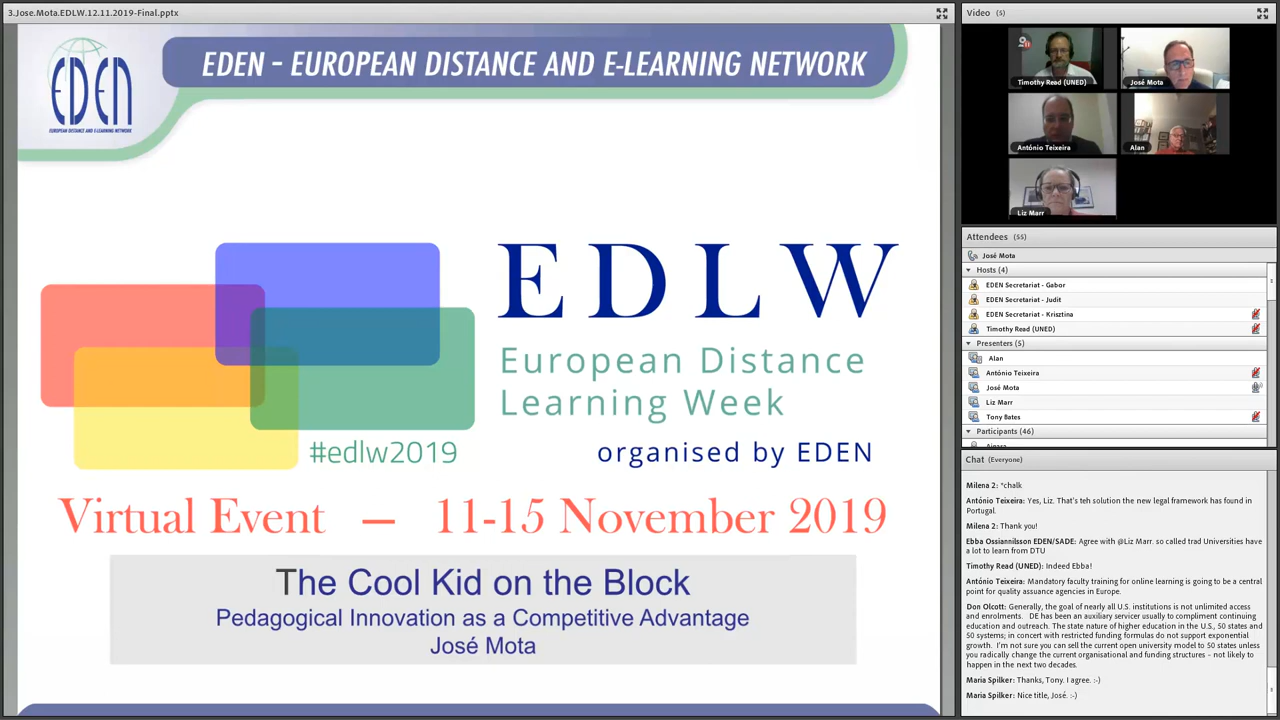 3.Jose.Mota.EDLW.12.11.2019-Final.pptx
EDEN - EUROPEAN DISTANCE AND E-LEARNING NETWORK
EDEN
EUROPEAN DISTANCE AND E-LEARNING NETWORK
EDLW
European Distance
Learning Week
#edlw2019
organised by EDEN
Virtual Event — 11-15 November 2019
The Cool Kid on the Block
Pedagogical Innovation as a Competitive Advantage
José Mota
Video (5)
Timothy Read (UNED)
José Mota
António Teixeira
Alan
Liz Marr
Attendees (55)
José Mota
Hosts (4)
EDEN Secretariat - Gabor
EDEN Secretariat - Judit
EDEN Secretariat - Krisztina
Timothy Read (UNED)
Presenters (5)
Alan
António Teixeira
José Mota
Liz Marr
Tony Bates
Participants (46)
Chat (Everyone)
Milena 2: *chalk
António Teixeira: Yes, Liz. That's teh solution the new legal framework has found in
Portugal.
Milena 2: Thank you!
Ebba Ossiannilsson EDEN/SADE: Agree with @Liz Marr. so called trad Universities have
a lot to learn from DTU
Timothy Read (UNED): Indeed Ebba!
António Teixeira: Mandatory faculty training for online learning is going to be a central
point for quality assurance agencies in Europe.
Don Olcott: Generally, the goal of nearly all U.S. institutions is not unlimited access
and enrolments. DE has been an auxiliary servicer usually to compliment continuing
education and outreach. The state nature of higher education in the U.S., 50 states and
50 systems; in concert with restricted funding formulas do not support exponential
growth. I'm not sure you can sell the current open university model to 50 states unless
you radically change the current organisational and funding structures - not likely to
happen in the next two decades.
Maria Spilker: Thanks, Tony. I agree. :-)
Maria Spilker: Nice title, José. :-)